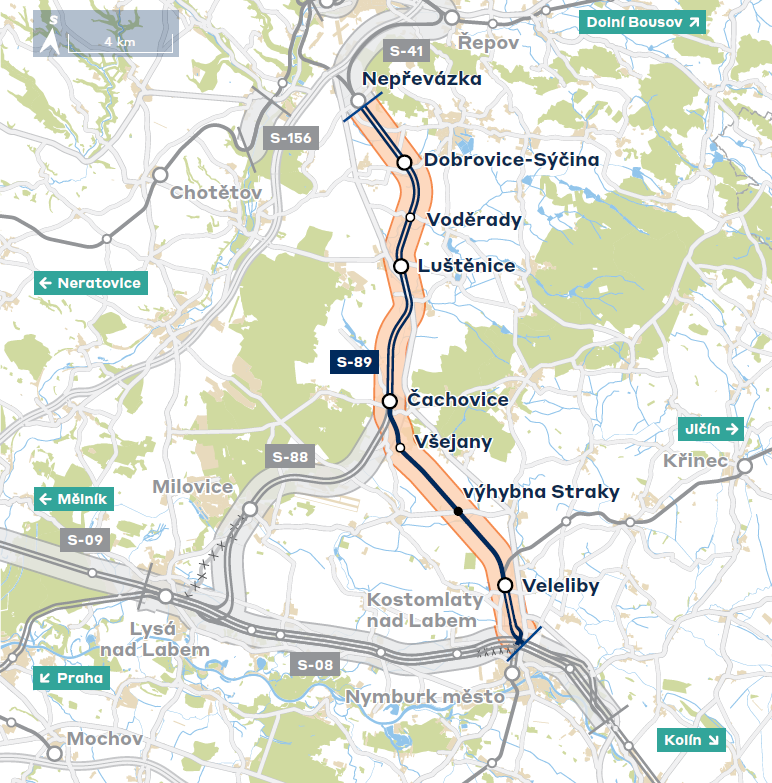 S
4 km
Dolní Bousov ↗
Řepov
S-41
Nepřevázka
S-156
Dobrovice-Sýčina
Chotětov
Voděrady
Luštěnice
← Neratovice
S-89
Čachovice
Jičín →
Všejany
S-88
Křinec
Milovice
výhybna Straky
← Mělník
S-09
Veleliby
Kostomlaty
nad Labem
Lysá
nad Labem
S-08
↙ Praha
Nymburk město
Mochov
Kolín ↘